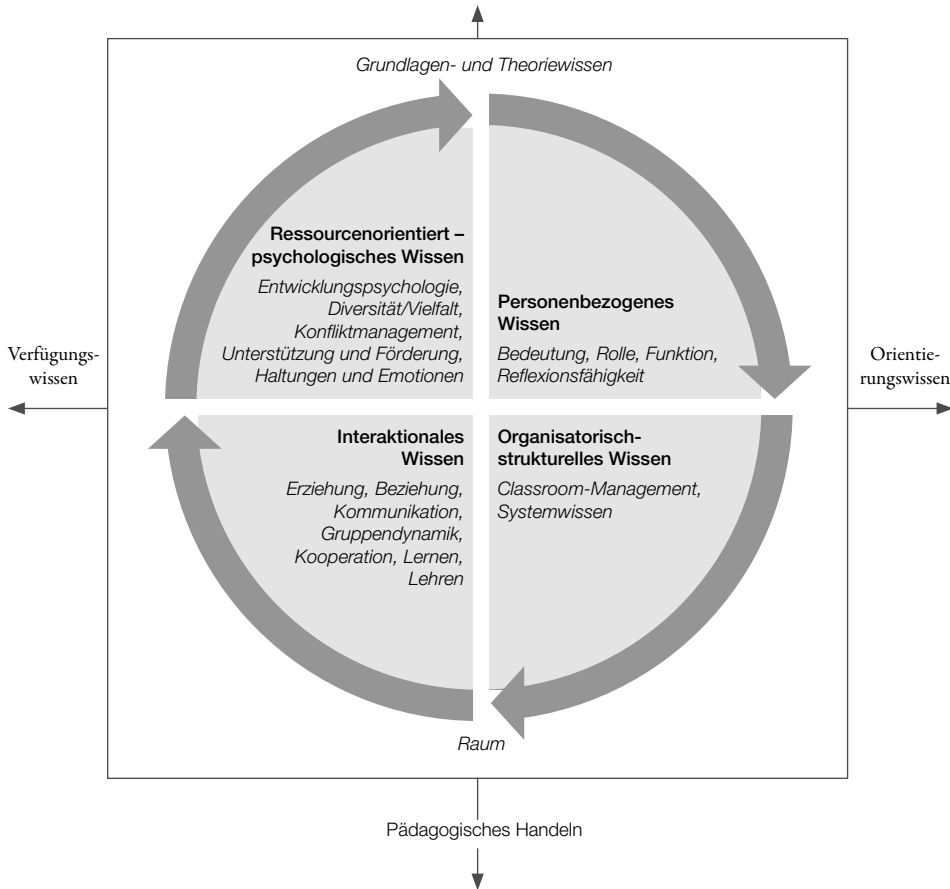 Grundlagen- und Theoriewissen
Ressourcenorientiert –
psychologisches Wissen
Entwicklungspsychologie,
Diversität/Vielfalt,
Konfliktmanagement,
Unterstützung und Förderung,
Haltungen und Emotionen
Personenbezogenes
Wissen
Bedeutung, Rolle, Funktion,
Reflexionsfähigkeit
Verfügungs-
wissen
Orientie-
rungswissen
Interaktionales
Wissen
Erziehung, Beziehung,
Kommunikation,
Gruppendynamik,
Kooperation, Lernen,
Lehren
Organisatorisch-
strukturelles Wissen
Classroom-Management,
Systemwissen
Raum
Pädagogisches Handeln